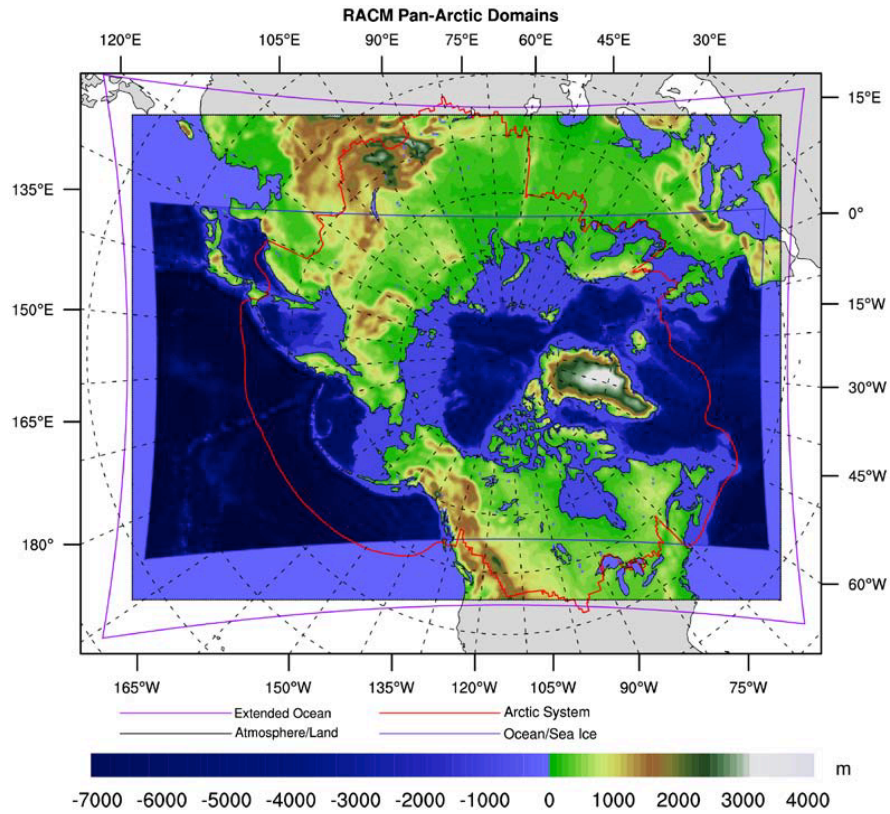 RACM Pan-Arctic Domains
120°E 105°E 90°E 75°E 60°E 45°E 30°E
15°E
135°E
0°
150°E
15°W
30°W
165°E
45°W
180°
60°W
165°W 150°W 135°W 120°W 105°W 90°W 75°W
Extended Ocean Arctic System
Atmosphere/Land Ocean/Sea Ice
m
-7000 -6000 -5000 -4000 -3000 -2000 -1000 0 1000 2000 3000 4000